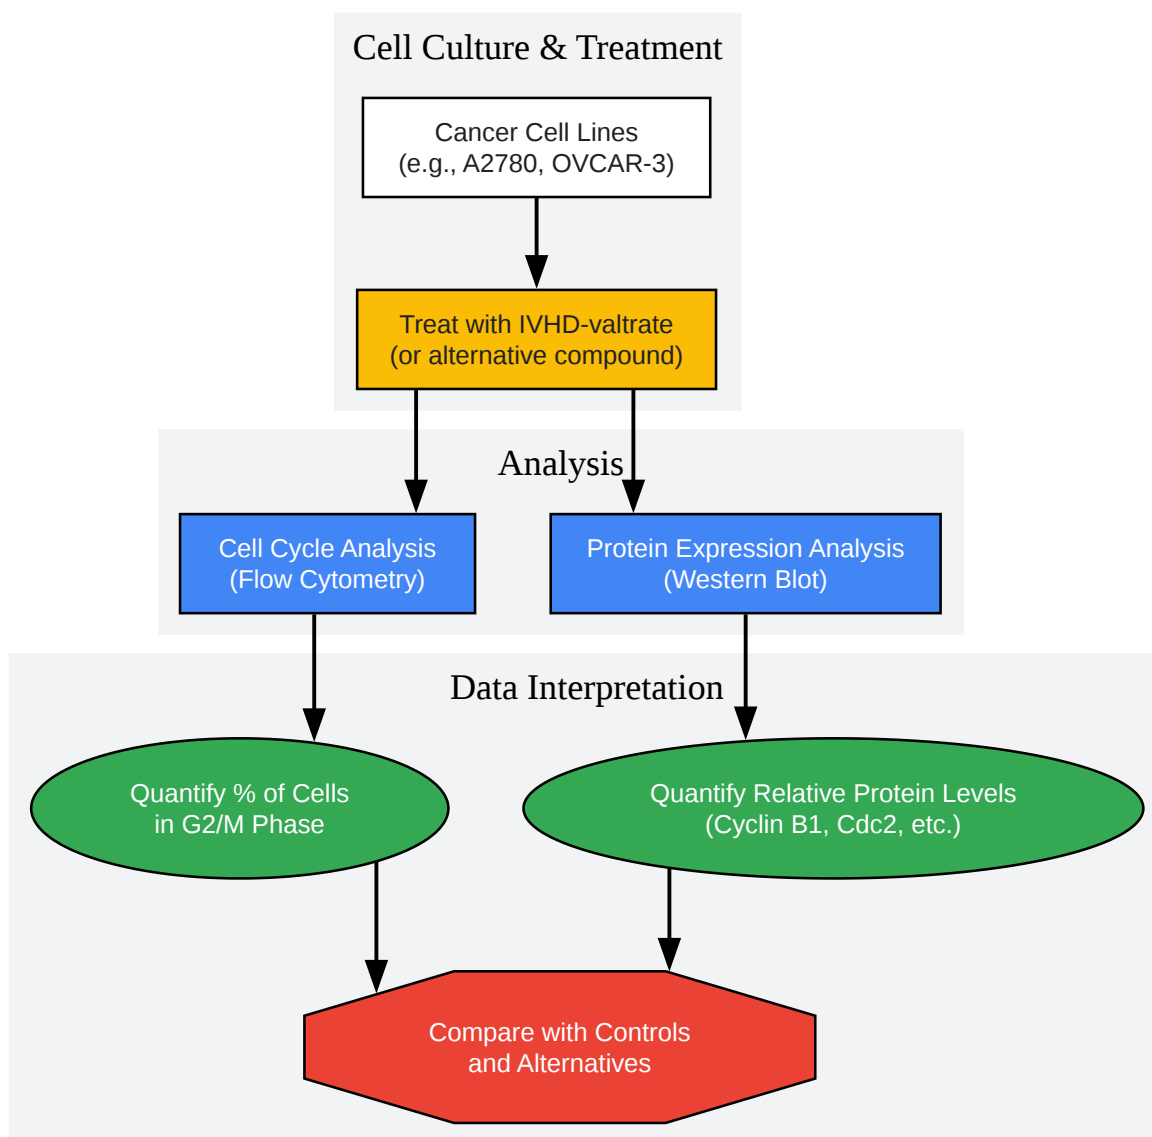 Cell Culture & Treatment
Cancer Cell Lines
(e.g., A2780, OVCAR-3)
Treat with IVHD-valtrate
(or alternative compound)
Analysis
Cell Cycle Analysis
(Flow Cytometry)
Protein Expression Analysis
(Western Blot)
Data Interpretation
Quantify % of Cells
in G2/M Phase
Quantify Relative Protein Levels
(Cyclin B1, Cdc2, etc.)
Compare with Controls
and Alternatives